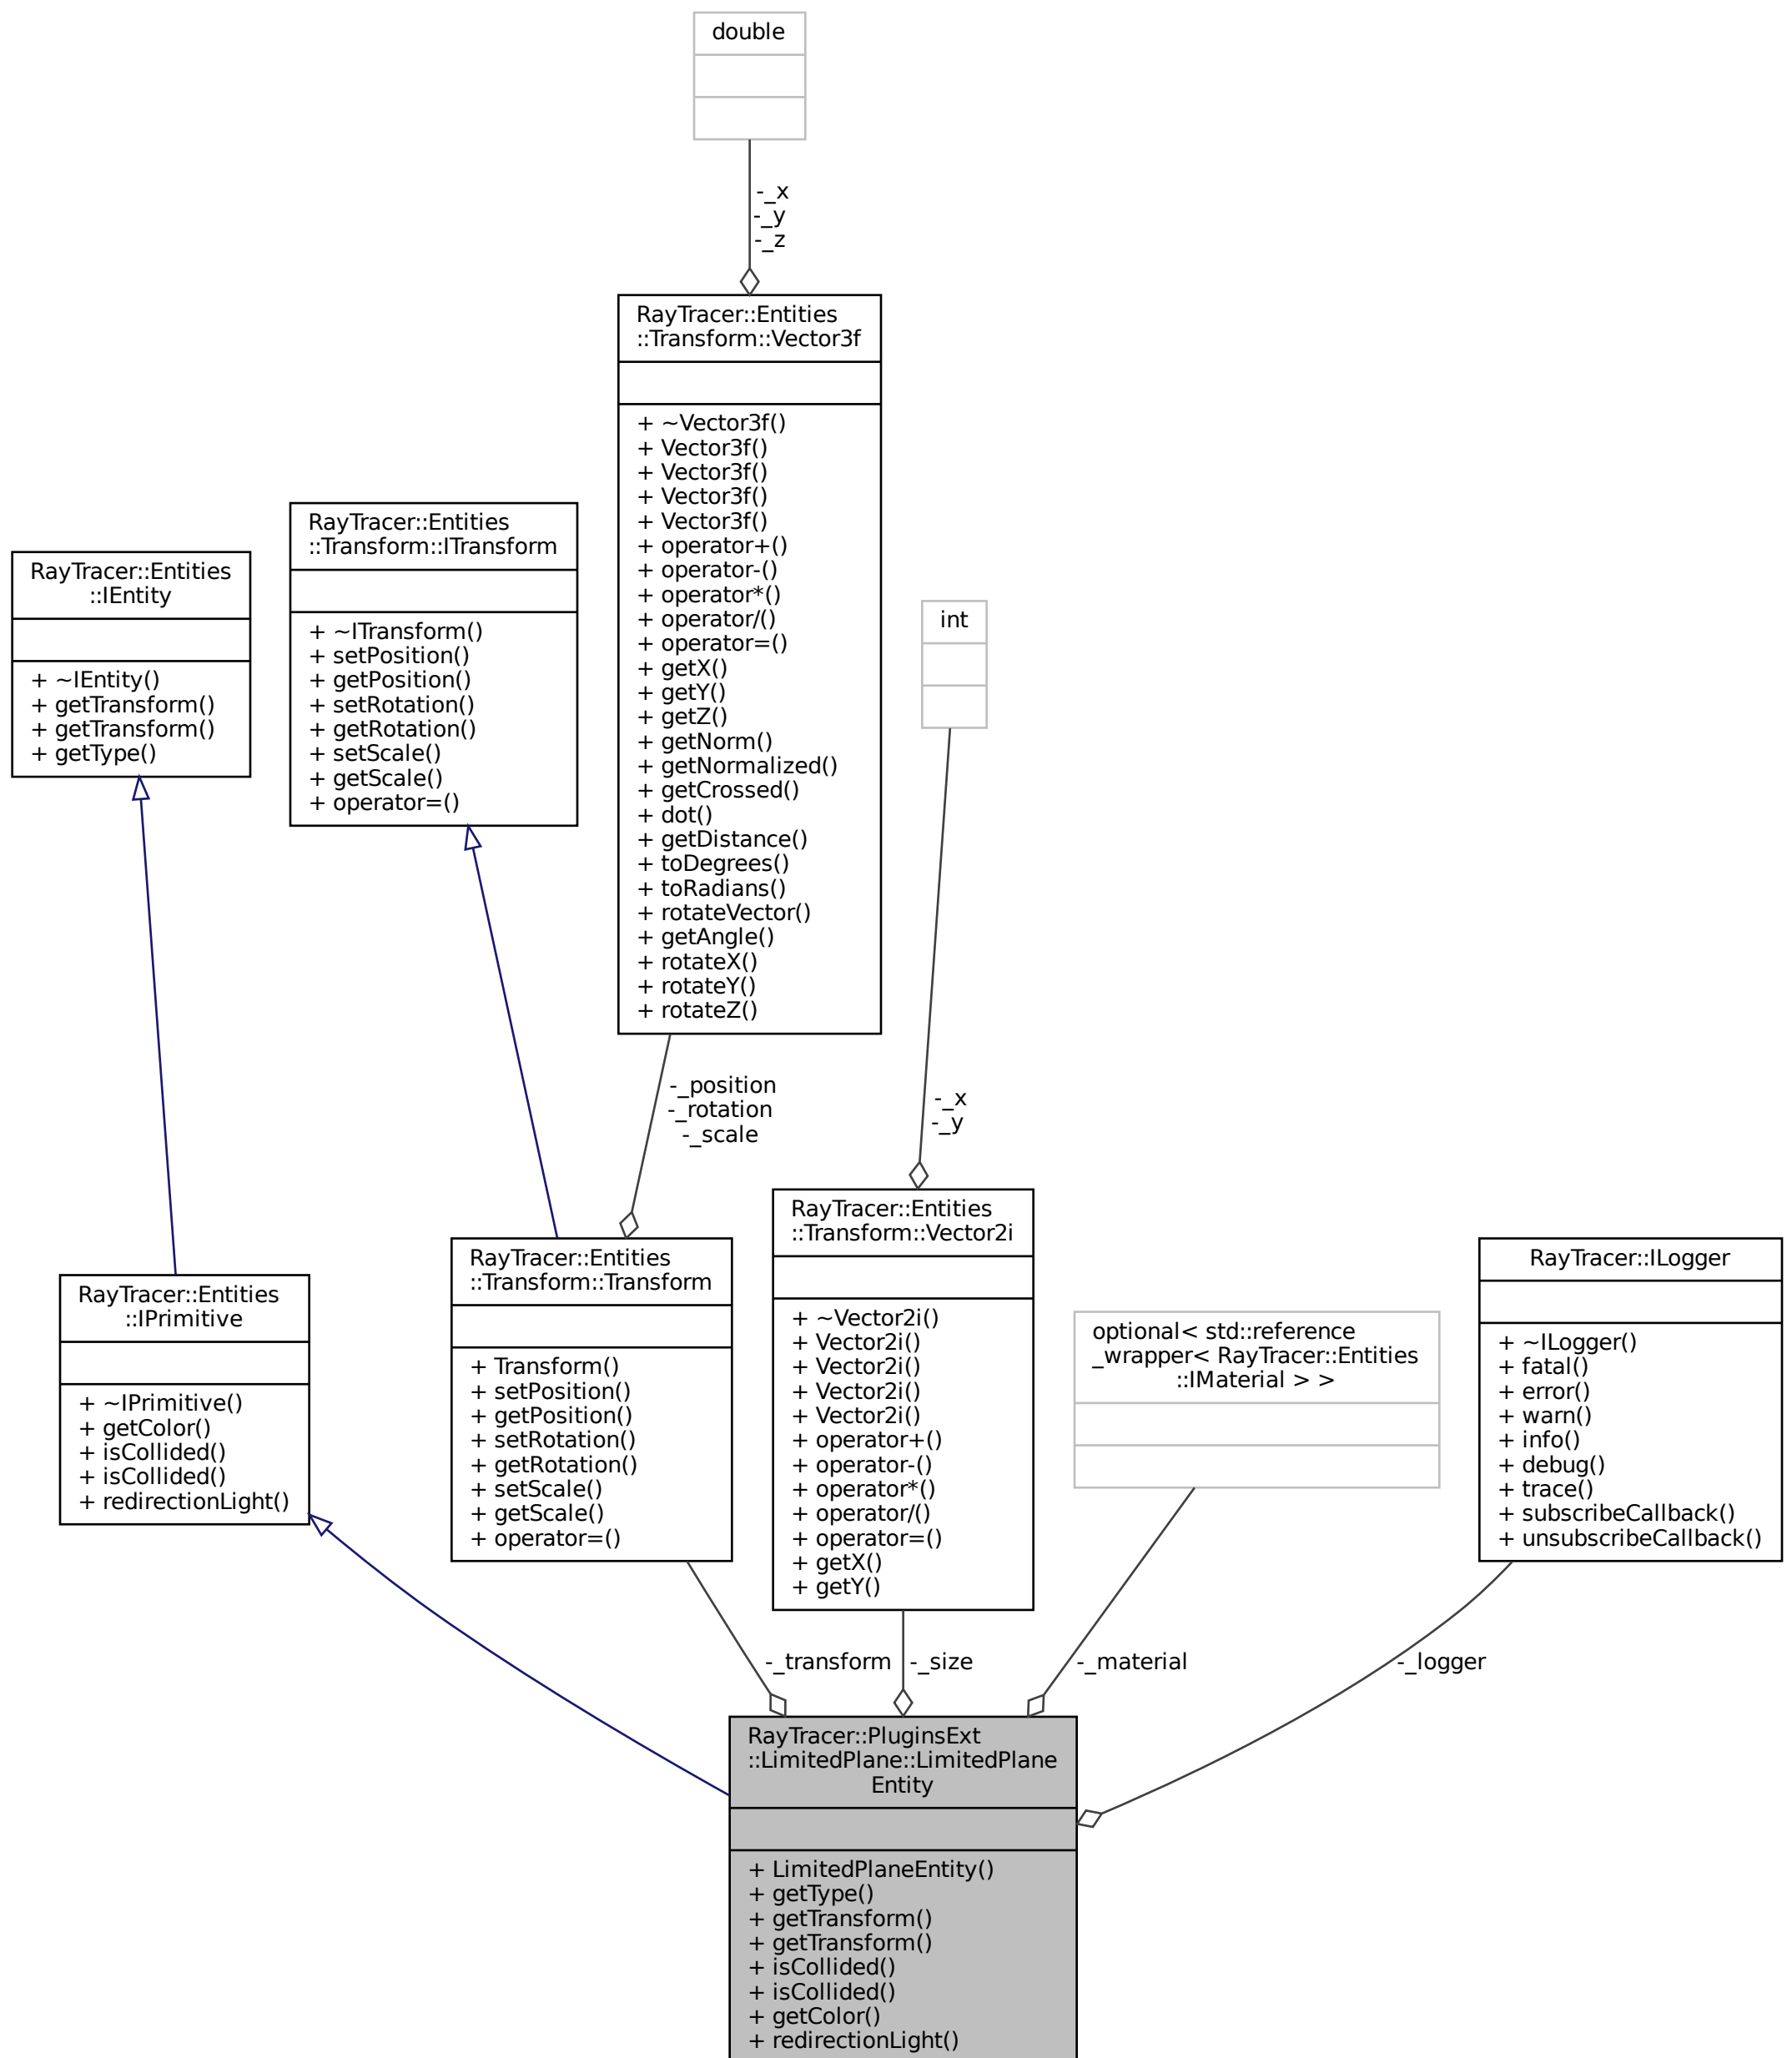 double
-_x
-_y
-_z
RayTracer::Entities
::Transform::Vector3f
+ ~Vector3f()
+ Vector3f()
+ Vector3f()
+ Vector3f()
+ Vector3f()
+ operator+()
+ operator-()
+ operator*()
+ operator/()
+ operator=()
+ getX()
+ getY()
+ getZ()
+ getNorm()
+ getNormalized()
+ getCrossed()
+ dot()
+ getDistance()
+ toDegrees()
+ toRadians()
+ rotateVector()
+ getAngle()
+ rotateX()
+ rotateY()
+ rotateZ()
RayTracer::Entities
::Transform::ITransform
+ ~ITransform()
+ setPosition()
+ getPosition()
+ setRotation()
+ getRotation()
+ setScale()
+ getScale()
+ operator=()
RayTracer::Entities
::IEntity
+ ~IEntity()
+ getTransform()
+ getTransform()
+ getType()
int
-_position
-_rotation
-_scale
-_x
-_y
RayTracer::Entities
::IPrimitive
+ ~IPrimitive()
+ getColor()
+ isCollided()
+ isCollided()
+ redirectionLight()
RayTracer::Entities
::Transform::Transform
+ Transform()
+ setPosition()
+ getPosition()
+ setRotation()
+ getRotation()
+ setScale()
+ getScale()
+ operator=()
RayTracer::Entities
::Transform::Vector2i
+ ~Vector2i()
+ Vector2i()
+ Vector2i()
+ Vector2i()
+ Vector2i()
+ operator+()
+ operator-()
+ operator*()
+ operator/()
+ operator=()
+ getX()
+ getY()
optional< std::reference
_wrapper< RayTracer::Entities
::IMaterial > >
RayTracer::ILogger
+ ~ILogger()
+ fatal()
+ error()
+ warn()
+ info()
+ debug()
+ trace()
+ subscribeCallback()
+ unsubscribeCallback()
-_transform
-_size
-_material
-_logger
RayTracer::PluginsExt
::LimitedPlane::LimitedPlane
Entity
+ LimitedPlaneEntity()
+ getType()
+ getTransform()
+ getTransform()
+ isCollided()
+ isCollided()
+ getColor()
+ redirectionLight()